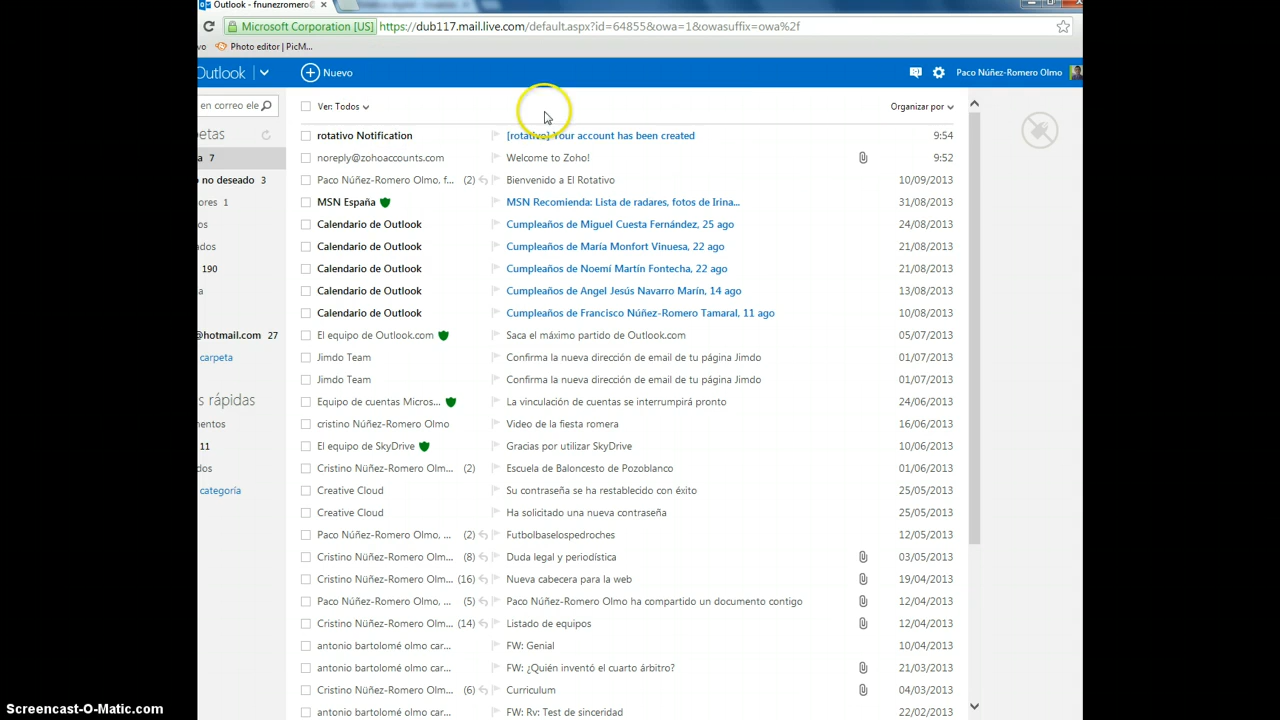 Outlook - fnunezromero@
Microsoft Corporation [US] https://dub117.mail.live.com/default.aspx?id=64855&owa=1&owasuffix=owa%2f
vo Photo editor | PicM...
Outlook Nuevo Paco Núñez-Romero Olmo
en correo ele Ver: Todos Organizar por
petas rotativo Notification [rotativo] Your account has been created 9:54
a 7 noreply@zohoaccounts.com Welcome to Zoho! 9:52
o no deseado 3 Paco Núñez-Romero Olmo, f... (2) Bienvenido a El Rotativo 10/09/2013
ores 1 MSN España MSN Recomienda: Lista de radares, fotos de Irina... 31/08/2013
os Calendario de Outlook Cumpleaños de Miguel Cuesta Fernández, 25 ago 24/08/2013
ados Calendario de Outlook Cumpleaños de María Monfort Vinuesa, 22 ago 21/08/2013
190 Calendario de Outlook Cumpleaños de Noemí Martín Fontecha, 22 ago 21/08/2013
a Calendario de Outlook Cumpleaños de Angel Jesús Navarro Marín, 14 ago 13/08/2013
Calendario de Outlook Cumpleaños de Francisco Núñez-Romero Tamaral, 11 ago 10/08/2013
@hotmail.com 27 El equipo de Outlook.com Saca el máximo partido de Outlook.com 05/07/2013
carpeta Jimdo Team Confirma la nueva dirección de email de tu página Jimdo 01/07/2013
Jimdo Team Confirma la nueva dirección de email de tu página Jimdo 01/07/2013
s rápidas Equipo de cuentas Micros... La vinculación de cuentas se interrumpirá pronto 24/06/2013
mentos cristino Núñez-Romero Olmo Video de la fiesta romera 16/06/2013
11 El equipo de SkyDrive Gracias por utilizar SkyDrive 10/06/2013
dos Cristino Núñez-Romero Olm... (2) Escuela de Baloncesto de Pozoblanco 01/06/2013
categoría Creative Cloud Su contraseña se ha restablecido con éxito 25/05/2013
Creative Cloud Ha solicitado una nueva contraseña 25/05/2013
Paco Núñez-Romero Olmo, ... (2) Futbolbaselospedroches 12/05/2013
Cristino Núñez-Romero Olm... (8) Duda legal y periodística 03/05/2013
Cristino Núñez-Romero Olm... (16) Nueva cabecera para la web 19/04/2013
Paco Núñez-Romero Olmo, ... (5) Paco Núñez-Romero Olmo ha compartido un documento contigo 12/04/2013
Cristino Núñez-Romero Olm... (14) Listado de equipos 12/04/2013
antonio bartolomé olmo car... FW: Genial 10/04/2013
antonio bartolomé olmo car... FW: ¿Quién inventó el cuarto árbitro? 21/03/2013
Cristino Núñez-Romero Olm... (6) Curriculum 04/03/2013
antonio bartolomé olmo car... FW: Rv: Test de sinceridad 22/02/2013
Screencast-O-Matic.com